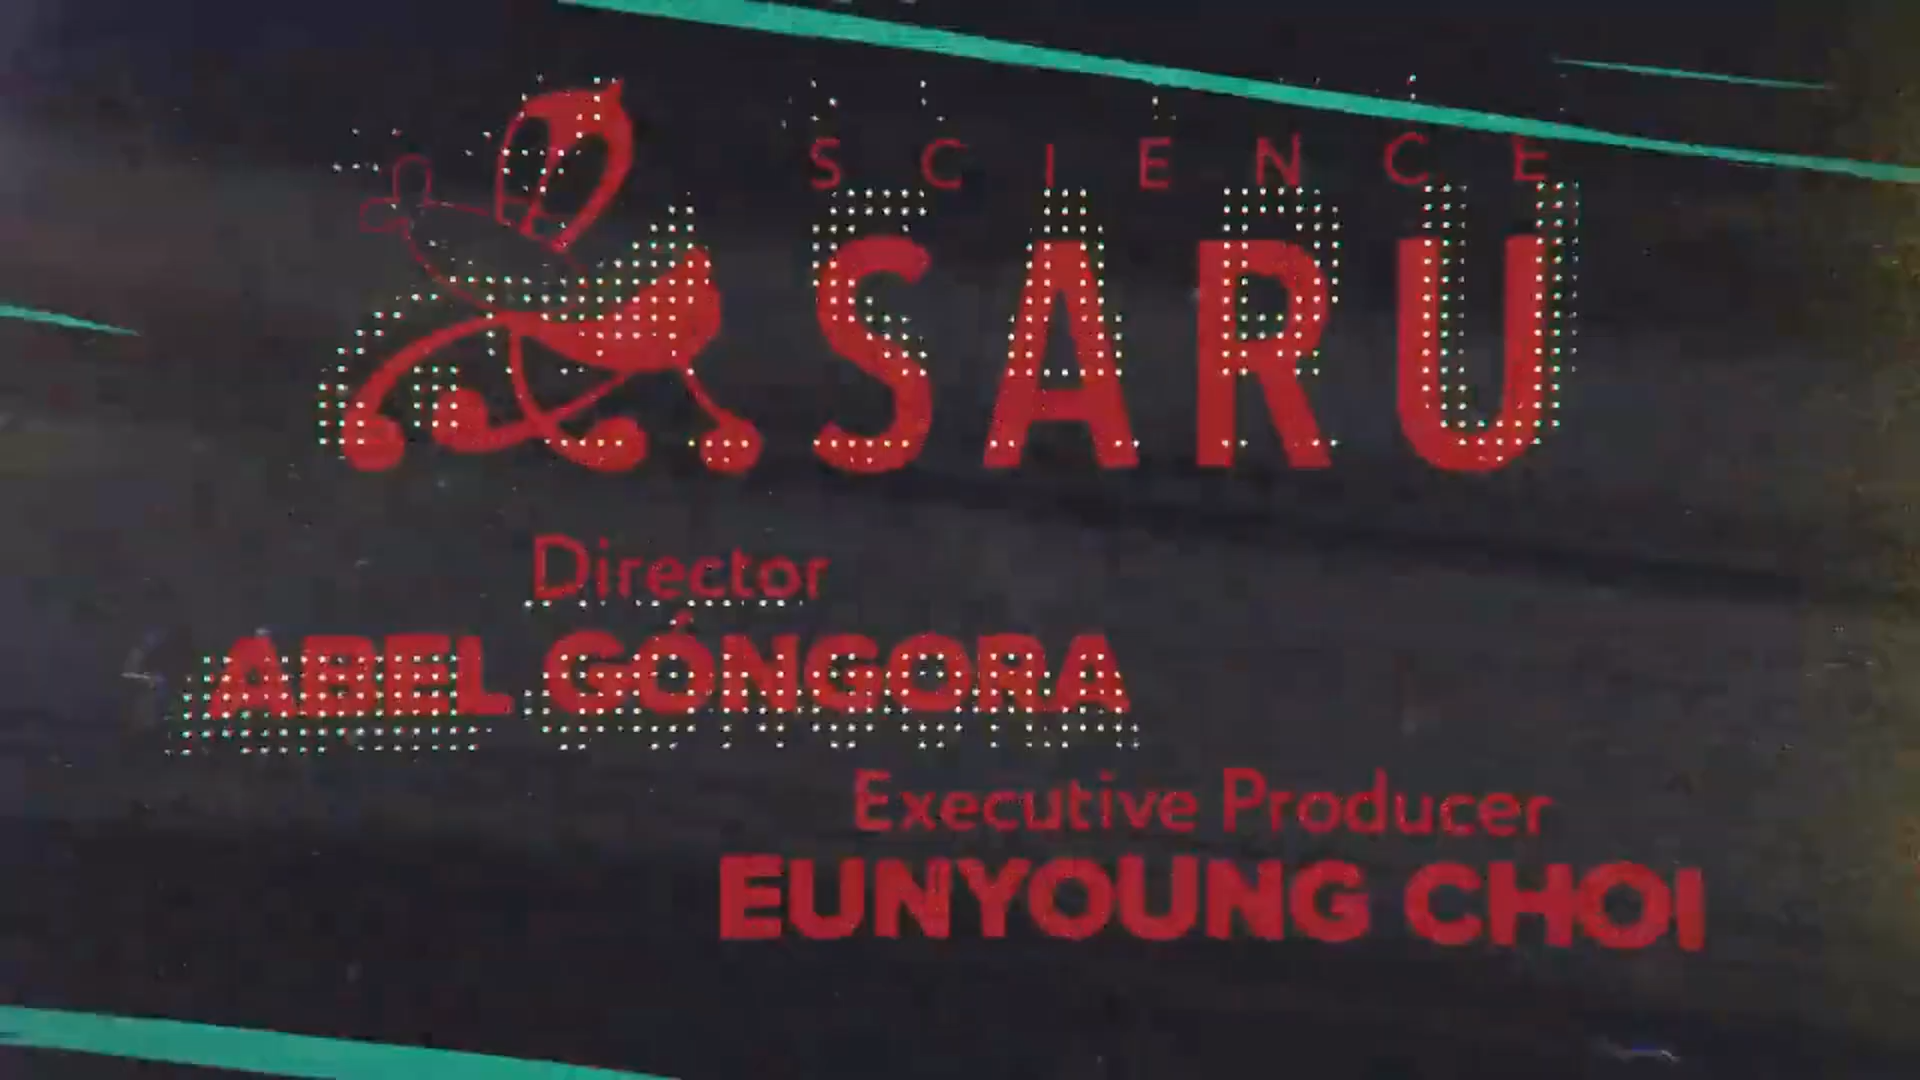 SCIENCE
SARU
Director
ABEL GÓNGORA
Executive Producer
EUNYOUNG CHOI